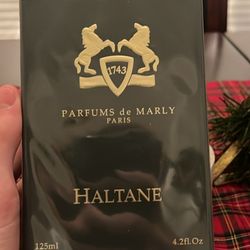 1743
PARFUMS de MARLY
PARIS
HALTANE
125ml 4.2fl.Oz